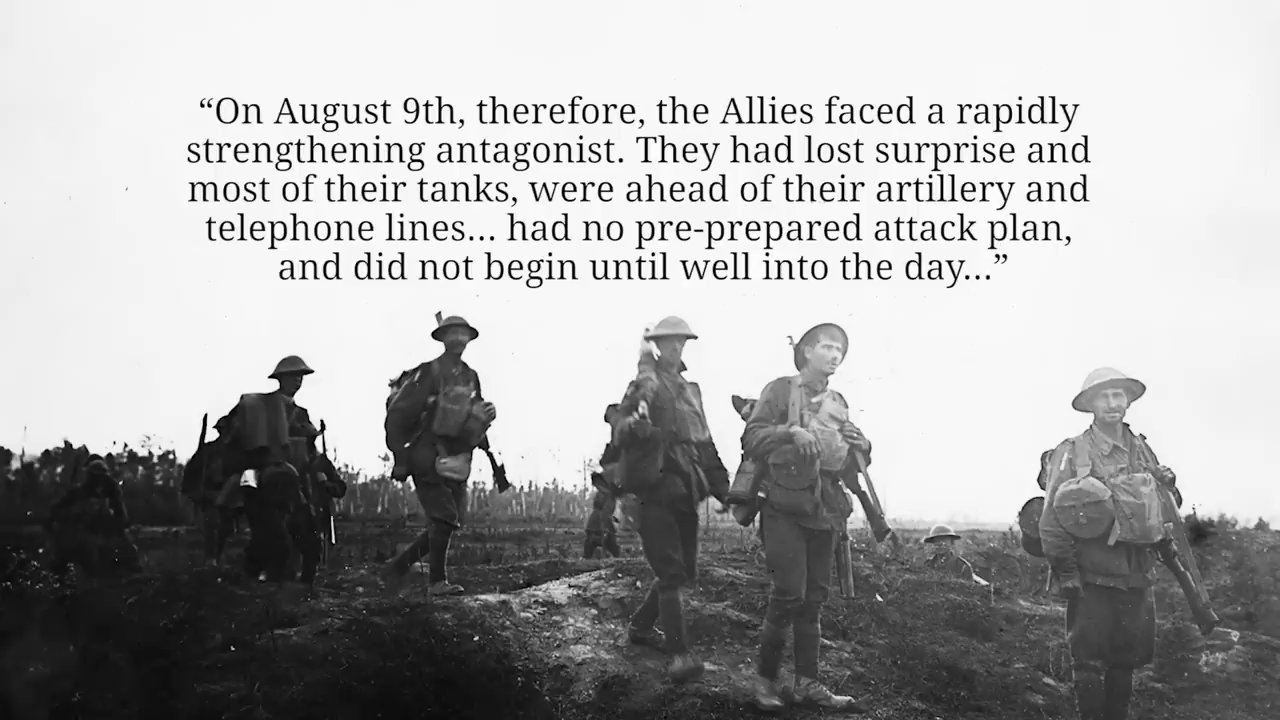 “On August 9th, therefore, the Allies faced a rapidly
strengthening antagonist. They had lost surprise and
most of their tanks, were ahead of their artillery and
telephone lines... had no pre-prepared attack plan,
and did not begin until well into the day...”